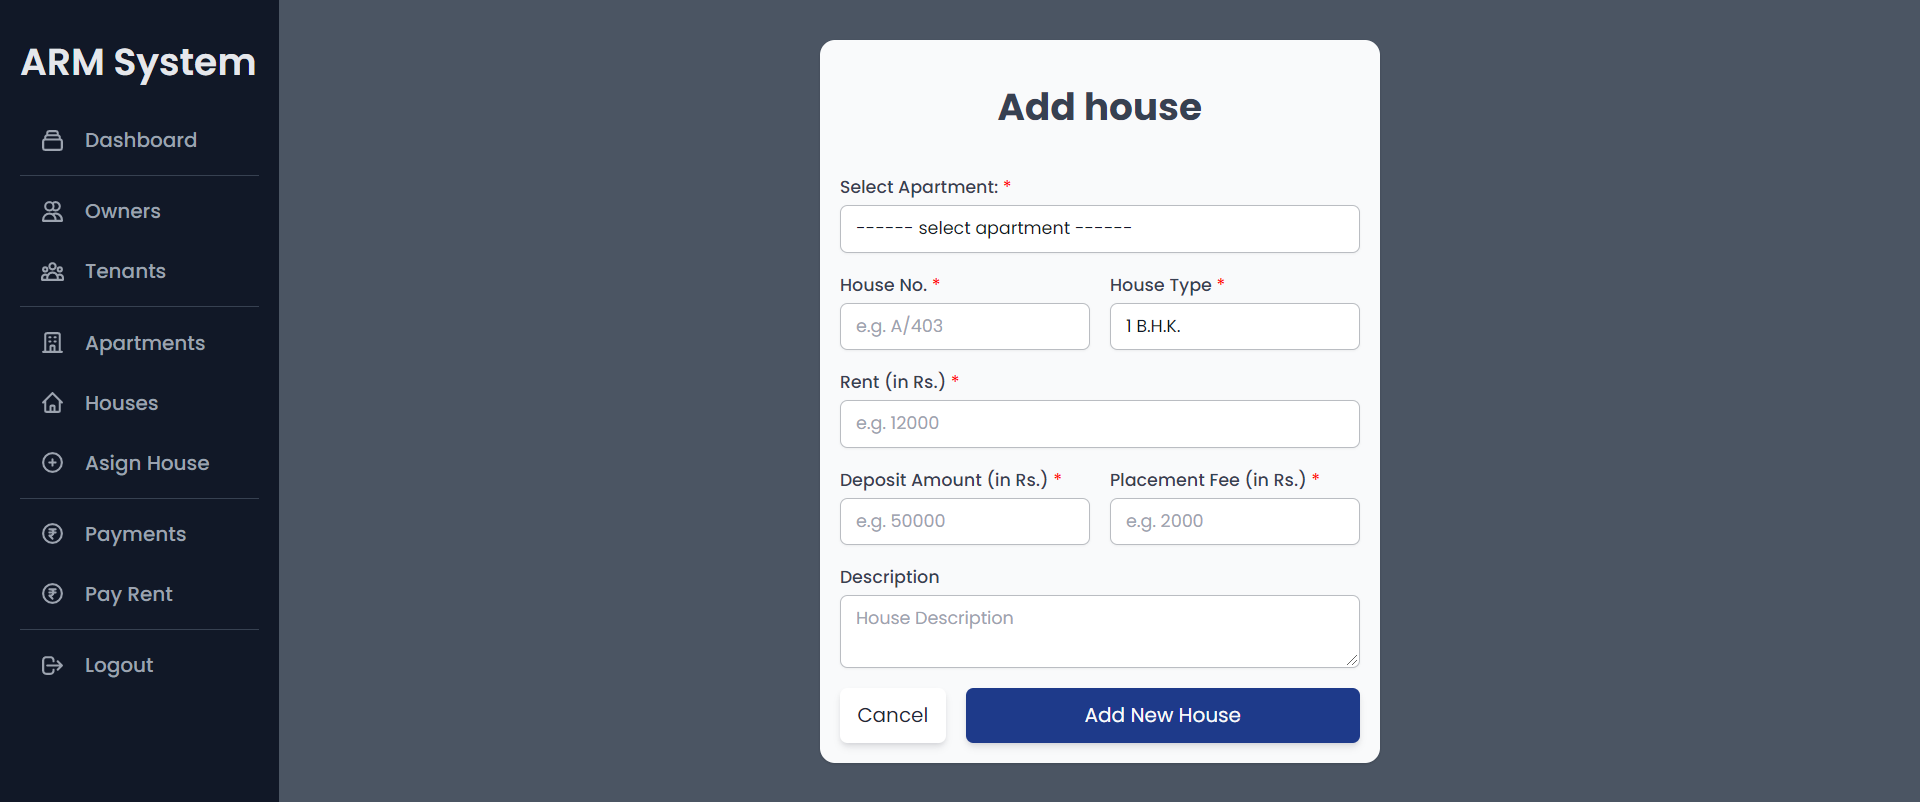 ARM System
Dashboard
Owners
Tenants
Apartments
Houses
Asign House
Payments
Pay Rent
Logout
Add house
Select Apartment: *
------ select apartment ------
House No. *
House Type *
e.g. A/403
1 B.H.K.
Rent (in Rs.) *
e.g. 12000
Deposit Amount (in Rs.) *
Placement Fee (in Rs.) *
e.g. 50000
e.g. 2000
Description
House Description
Cancel
Add New House